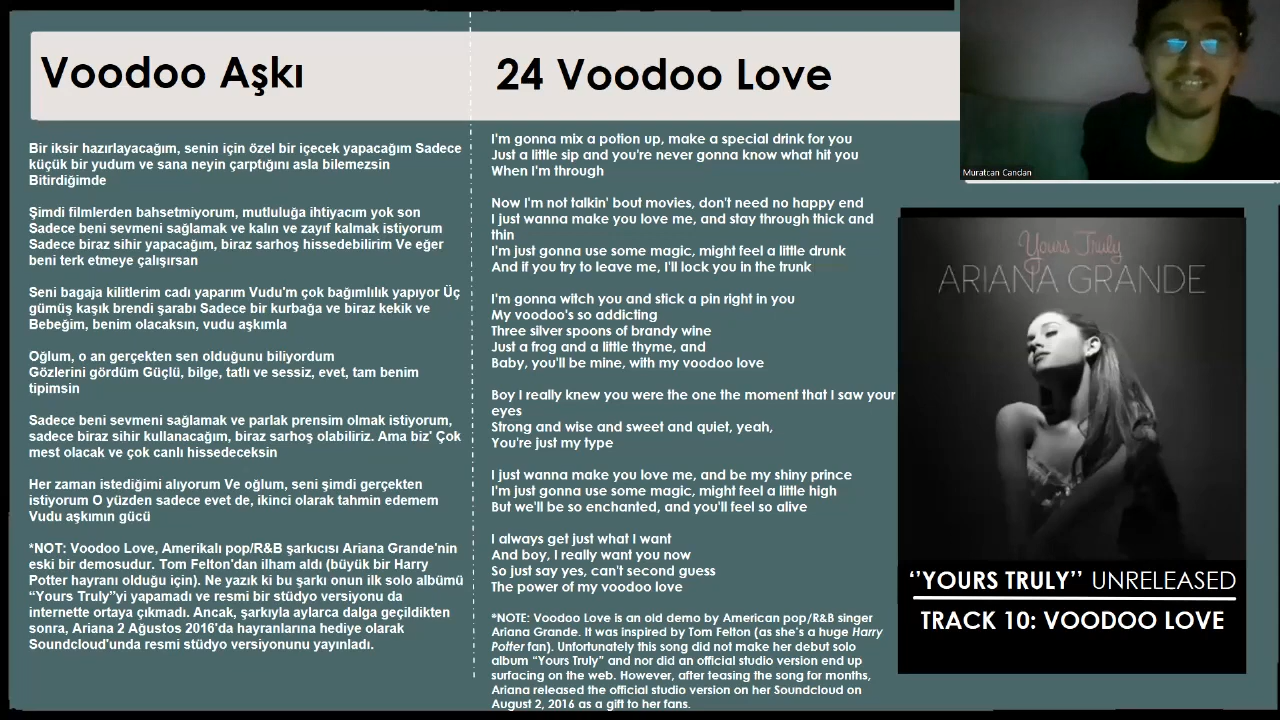 Voodoo Aşkı
Bir iksir hazırlayacağım, senin için özel bir içecek yapacağım Sadece
küçük bir yudum ve sana neyin çarptığını asla bilemezsin
Bitirdiğimde
Şimdi filmlerden bahsetmiyorum, mutluluğa ihtiyacım yok son
Sadece beni sevmeni sağlamak ve kalın ve zayıf kalmak istiyorum
Sadece biraz sihir yapacağım, biraz sarhoş hissedebilirim Ve eğer
beni terk etmeye çalışırsan
Seni bagaja kilitlerim cadı yaparım Vudu'm çok bağımlılık yapıyor Üç
gümüş kaşık brendi şarabı Sadece bir kurbağa ve biraz kekik ve
Bebeğim, benim olacaksın, vudu aşkımla
Oğlum, o an gerçekten sen olduğunu biliyordum
Gözlerini gördüm Güçlü, bilge, tatlı ve sessiz, evet, tam benim
tipimsin
Sadece beni sevmeni sağlamak ve parlak prensim olmak istiyorum,
sadece biraz sihir kullanacağım, biraz sarhoş olabiliriz. Ama biz' Çok
mest olacak ve çok canlı hissedeceksin
Her zaman istediğimi alıyorum Ve oğlum, seni şimdi gerçekten
istiyorum O yüzden sadece evet de, ikinci olarak tahmin edemem
Vudu aşkımın gücü
*NOT: Voodoo Love, Amerikalı pop/R&B şarkıcısı Ariana Grande'nin
eski bir demosudur. Tom Felton'dan ilham aldı (büyük bir Harry
Potter hayranı olduğu için). Ne yazık ki bu şarkı onun ilk solo albümü
“Yours Truly”yi yapamadı ve resmi bir stüdyo versiyonu da
internette ortaya çıkmadı. Ancak, şarkıyla aylarca dalga geçildikten
sonra, Ariana 2 Ağustos 2016'da hayranlarına hediye olarak
Soundcloud'unda resmi stüdyo versiyonunu yayınladı.
24 Voodoo Love
I'm gonna mix a potion up, make a special drink for you
Just a little sip and you're never gonna know what hit you
When I'm through
Now I'm not talkin' bout movies, don't need no happy end
I just wanna make you love me, and stay through thick and
thin
I'm just gonna use some magic, might feel a little drunk
And if you try to leave me, I'll lock you in the trunk
I'm gonna witch you and stick a pin right in you
My voodoo's so addicting
Three silver spoons of brandy wine
Just a frog and a little thyme, and
Baby, you'll be mine, with my voodoo love
Boy I really knew you were the one the moment that I saw your
eyes
Strong and wise and sweet and quiet, yeah,
You're just my type
I just wanna make you love me, and be my shiny prince
I'm just gonna use some magic, might feel a little high
But we'll be so enchanted, and you'll feel so alive
I always get just what I want
And boy, I really want you now
So just say yes, can't second guess
The power of my voodoo love
*NOTE: Voodoo Love is an old demo by American pop/R&B singer
Ariana Grande. It was inspired by Tom Felton (as she's a huge Harry
Potter fan). Unfortunately this song did not make her debut solo
album “Yours Truly” and nor did an official studio version end up
surfacing on the web. However, after teasing the song for months,
Ariana released the official studio version on her Soundcloud on
August 2, 2016 as a gift to her fans.
Muratcan Candan
Yours Truly
ARIANA GRANDE
‘’YOURS TRULY’’ UNRELEASED
TRACK 10: VOODOO LOVE